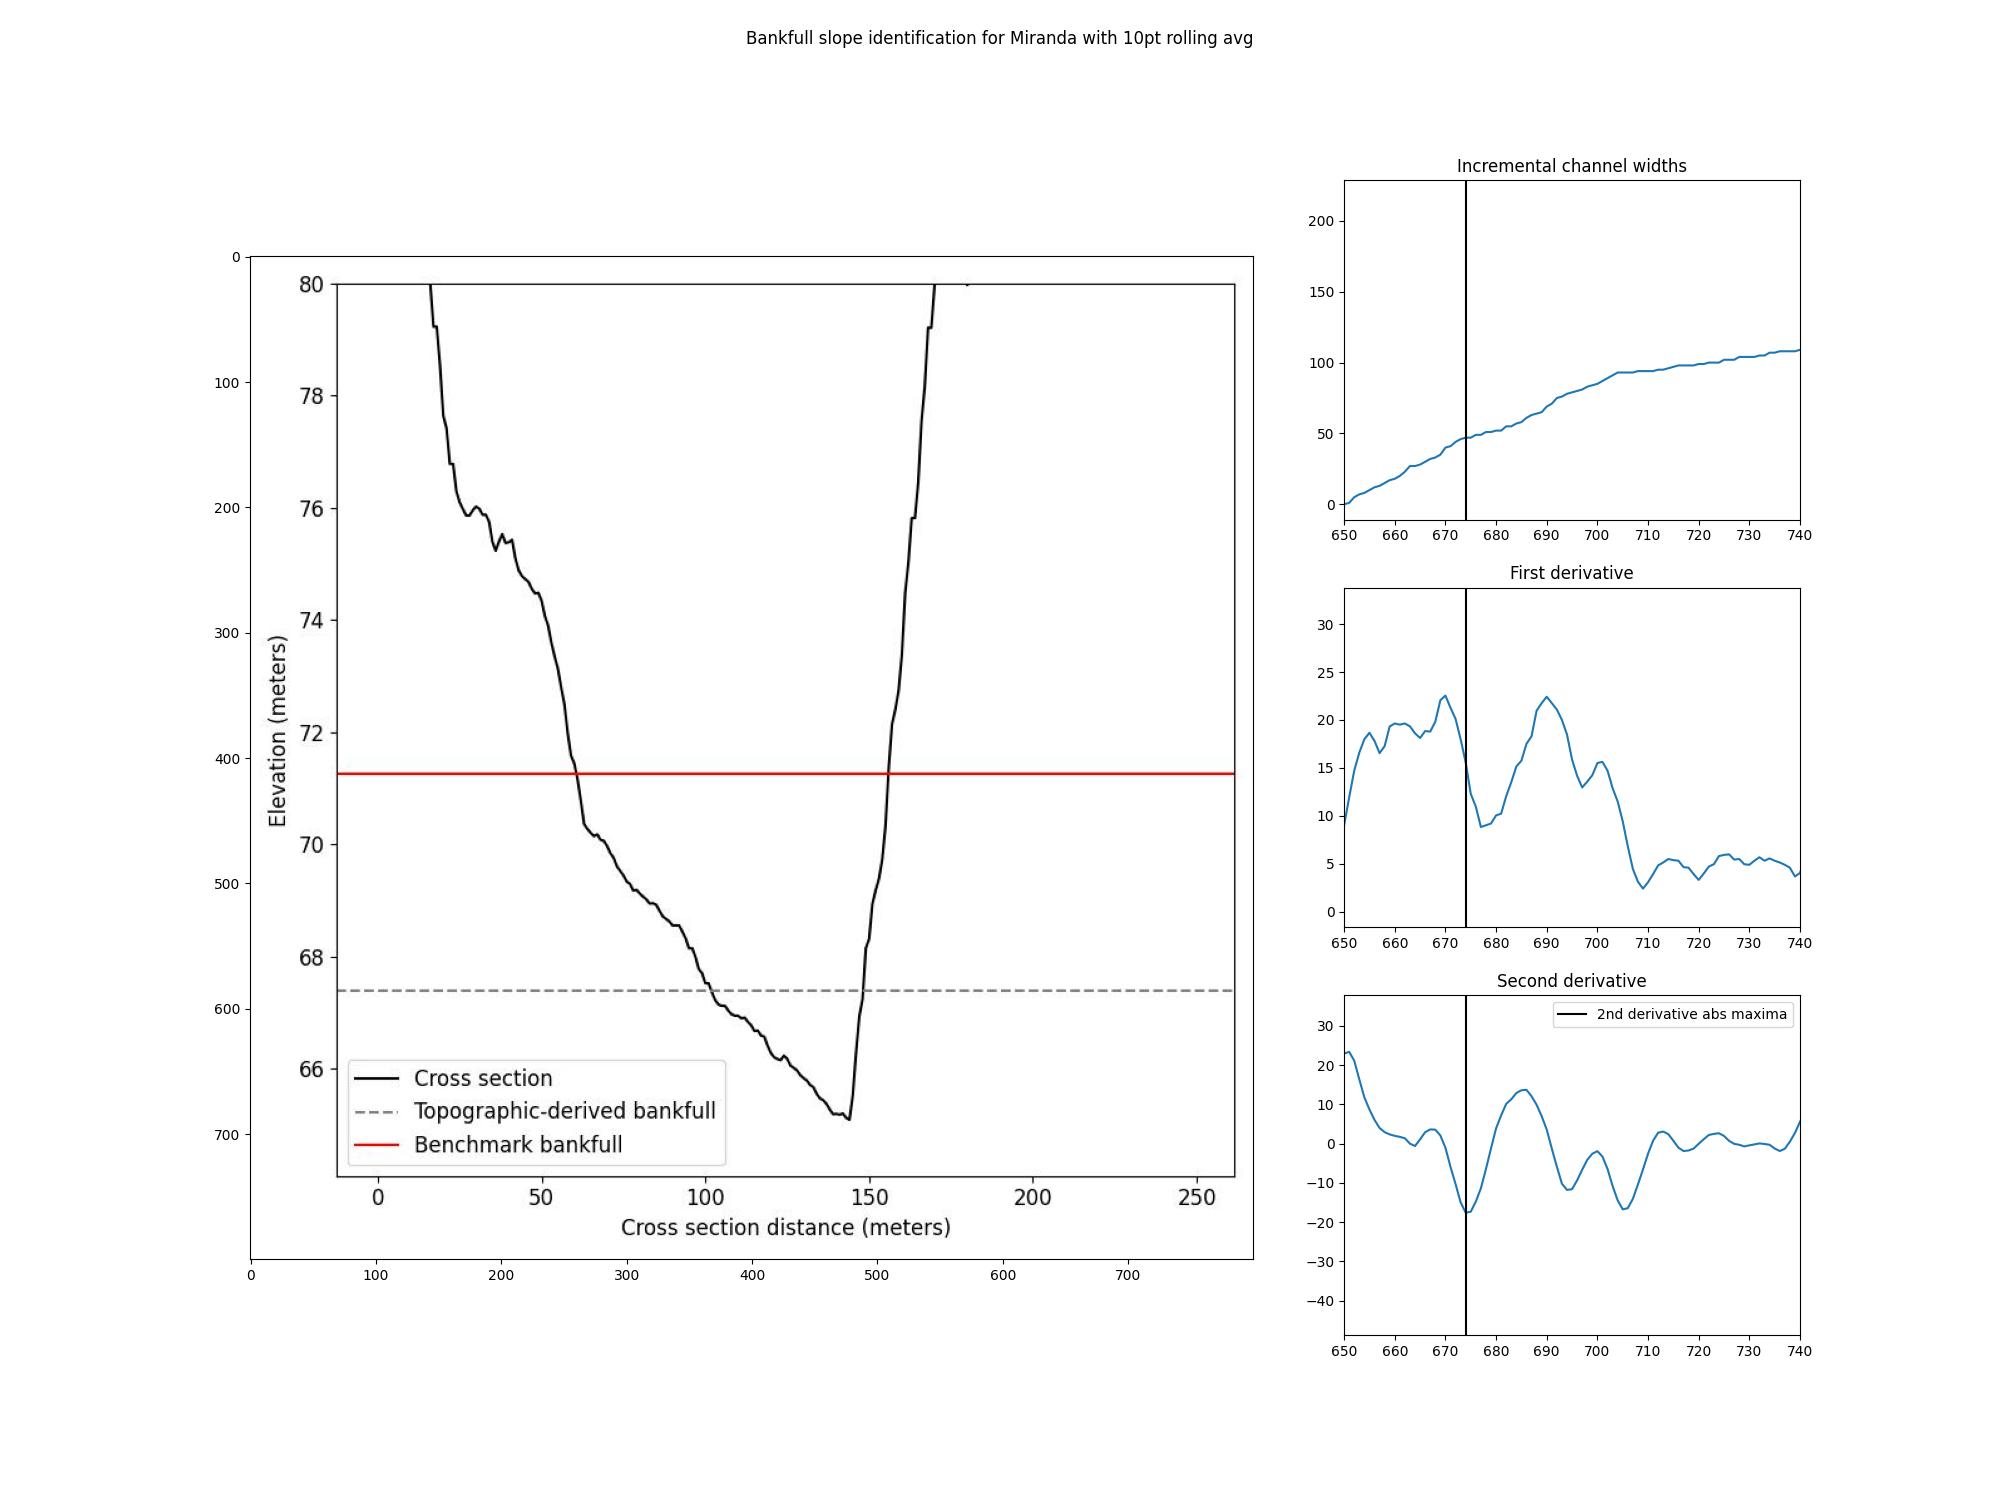 Bankfull slope identification for Miranda with 10pt rolling avg
0
100
200
300
400
500
600
700
80
78
76
74
72
70
68
66
Elevation (meters)
Cross section
Topographic-derived bankfull
Benchmark bankfull
0 50 100 150 200 250
Cross section distance (meters)
0 100 200 300 400 500 600 700
Incremental channel widths
200
150
100
50
0
650 660 670 680 690 700 710 720 730 740
First derivative
30
25
20
15
10
5
0
650 660 670 680 690 700 710 720 730 740
Second derivative
2nd derivative abs maxima
30
20
10
0
−10
−20
−30
−40
650 660 670 680 690 700 710 720 730 740